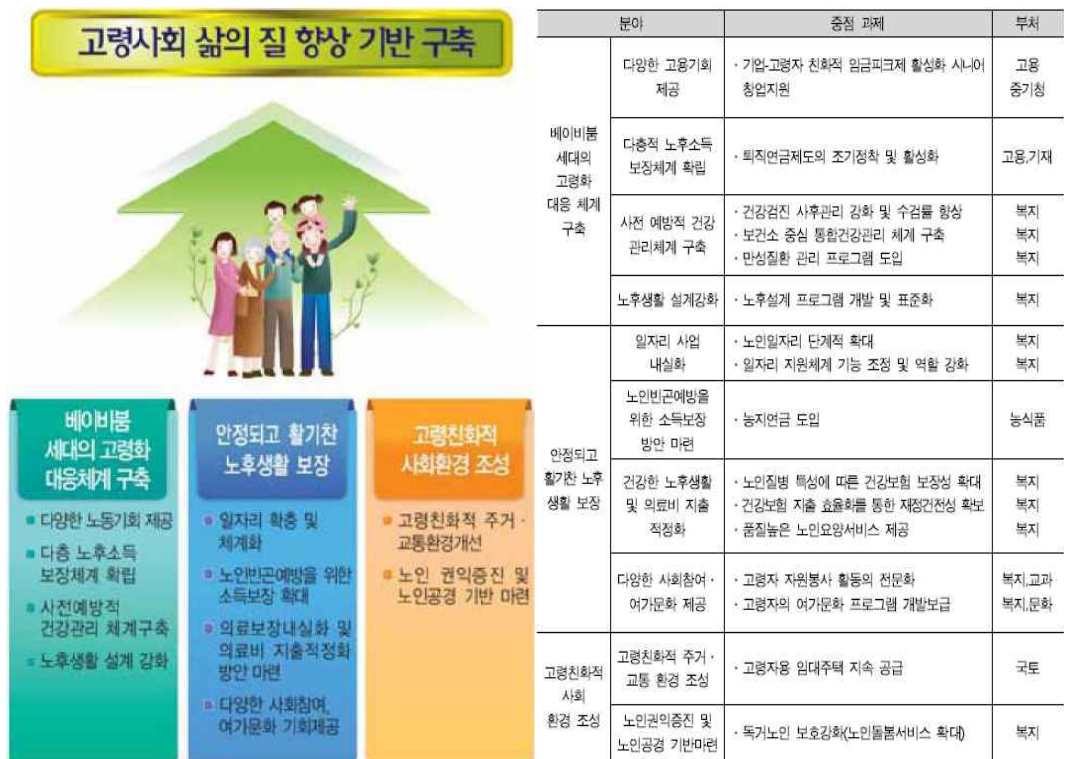 고령사회 삶의 질 향상 기반 구축
베이비붐
세대의 고령화
대응체계 구축
다양한 노동기회 제공
다층 노후소득
보장체계 확립
사전예방적
건강관리 체계구축
노후생활 설계 강화
안정되고 활기찬
노후생활 보장
일자리 확충 및
체계화
노인빈곤예방을 위한
소득보장 확대
의료보장내실화 및
의료비 지출적정화
방안 마련
다양한 사회참여,
여가문화 기회제공
고령친화적
사회환경 조성
고령친화적 주거·
교통환경개선
노인 권익증진 및
노인공경 기반 마련
분야 중점 과제 부처
베이비붐
세대의
고령화
대응 체계
구축
다양한 고용기회
제공
· 기업-고령자 친화적 임금피크제 활성화 시니어
창업지원
고용
중기청
다층적 노후소득
보장체계 확립
· 퇴직연금제도의 조기정착 및 활성화
고용,기재
사전 예방적 건강
관리체계 구축
· 건강검진 사후관리 강화 및 수검률 향상
· 보건소 중심 통합건강관리 체계 구축
· 만성질환 관리 프로그램 도입
복지
복지
복지
노후생활 설계강화
· 노후설계 프로그램 개발 및 표준화
복지
안정되고
활기찬 노후
생활 보장
일자리 사업
내실화
· 노인일자리 단계적 확대
· 일자리 지원체계 기능 조정 및 역할 강화
복지
복지
노인빈곤예방을
위한 소득보장
방안 마련
· 농지연금 도입
농식품
건강한 노후생활
및 의료비 지출
적정화
· 노인질병 특성에 따른 건강보험 보장성 확대
· 건강보험 지출 효율화를 통한 재정건전성 확보
· 품질높은 노인요양서비스 제공
복지
복지
복지
다양한 사회참여·
여가문화 제공
· 고령자 자원봉사 활동의 전문화
· 고령자의 여가문화 프로그램 개발보급
복지,교과
복지,문화
고령친화적
사회
환경 조성
고령친화적 주거·
교통 환경 조성
· 고령자용 임대주택 지속 공급
국토
노인권익증진 및
노인공경 기반마련
· 독거노인 보호강화(노인돌봄서비스 확대)
복지